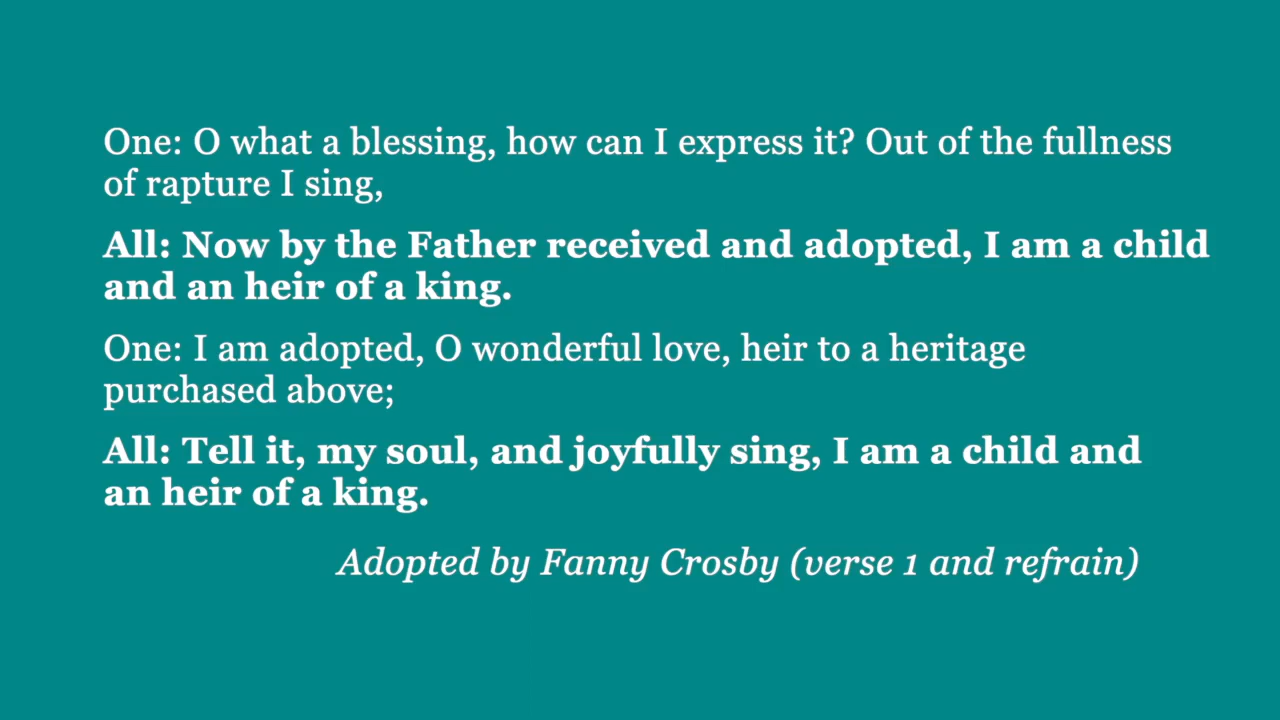 One: O what a blessing, how can I express it? Out of the fullness
of rapture I sing,
All: Now by the Father received and adopted, I am a child
and an heir of a king.
One: I am adopted, O wonderful love, heir to a heritage
purchased above;
All: Tell it, my soul, and joyfully sing, I am a child and
an heir of a king.
Adopted by Fanny Crosby (verse 1 and refrain)